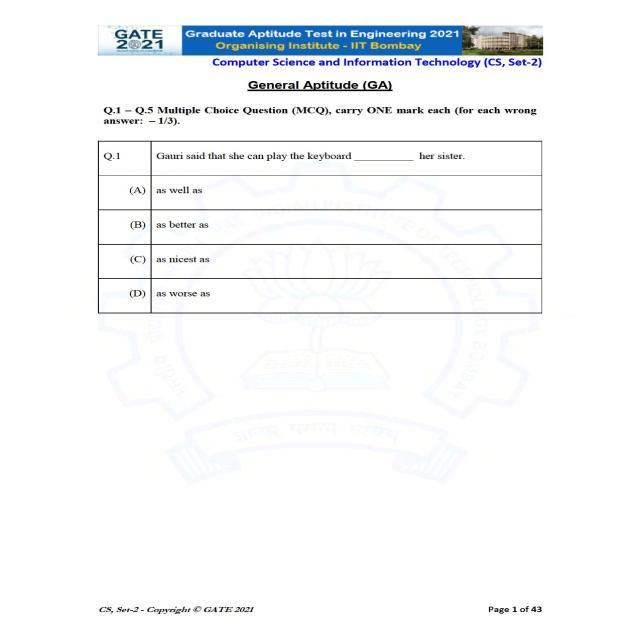 GATE
2021
Graduate Aptitude Test in Engineering 2021
Organising Institute - IIT Bombay
Computer Science and Information Technology (CS, Set-2)
General Aptitude (GA)
Q.1 – Q.5 Multiple Choice Question (MCQ), carry ONE mark each (for each wrong
answer: – 1/3).
Q.1 Gauri said that she can play the keyboard __________ her sister.
(A) as well as
(B) as better as
(C) as nicest as
(D) as worse as
CS, Set-2 - Copyright © GATE 2021
Page 1 of 43